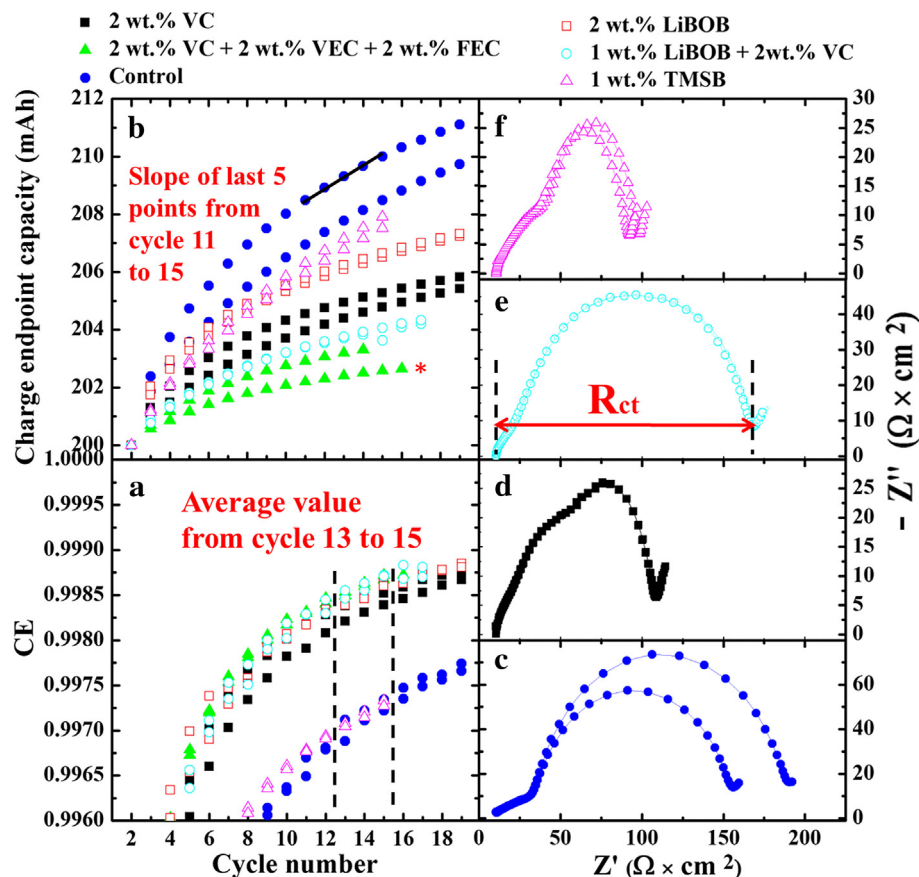 2 wt.% VC
2 wt.% VC + 2 wt.% VEC + 2 wt.% FEC
Control
2 wt.% LiBOB
1 wt.% LiBOB + 2wt.% VC
1 wt.% TMSB
b
Slope of last 5
points from
cycle 11
to 15
*
212
210
208
206
204
202
200
Charge endpoint capacity (mAh)
a
Average value
from cycle 13 to 15
1.0000
0.9995
0.9990
0.9985
0.9980
0.9975
0.9970
0.9965
0.9960
CE
2 4 6 8 10 12 14 16 18
Cycle number
f
30
25
20
15
10
5
0
e
Rct
40
30
20
10
0
d
25
20
15
10
5
0
c
60
40
20
0
- Z'' (Ω × cm²)
0 50 100 150 200
Z' (Ω × cm²)